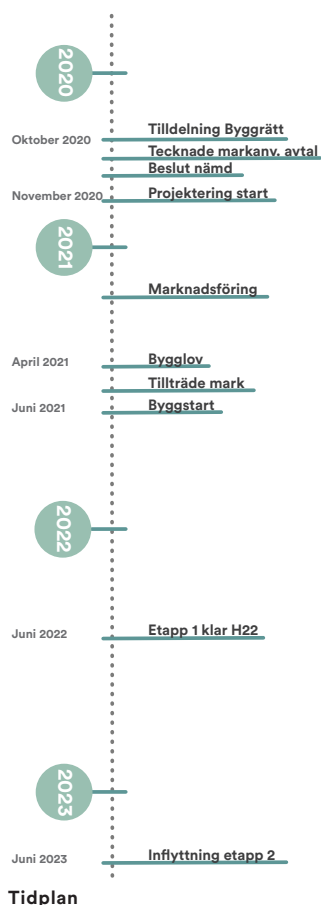 2020
Oktober 2020 Tilldelning Byggrätt
Tecknade markanv. avtal
Beslut nämd
November 2020 Projektering start
2021
Marknadsföring
April 2021 Bygglov
Tillträde mark
Juni 2021 Byggstart
2022
Juni 2022 Etapp 1 klar H22
2023
Juni 2023 Inflyttning etapp 2
Tidplan